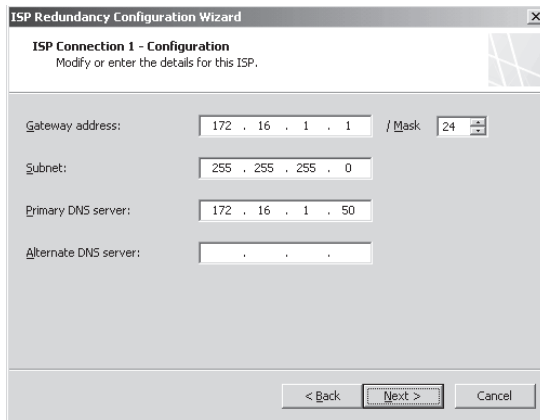 ISP Redundancy Configuration Wizard
ISP Connection 1 - Configuration
Modify or enter the details for this ISP.
Gateway address: 172 . 16 . 1 . 1 / Mask 24
Subnet: 255 . 255 . 255 . 0
Primary DNS server: 172 . 16 . 1 . 50
Alternate DNS server: . . .
< Back Next > Cancel